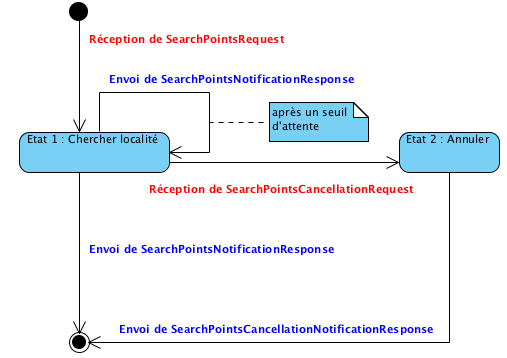 Réception de SearchPointsRequest
Envoi de SearchPointsNotificationResponse
après un seuil
d'attente
Etat 1 : Chercher localité
Etat 2 : Annuler
Réception de SearchPointsCancellationRequest
Envoi de SearchPointsNotificationResponse
Envoi de SearchPointsCancellationNotificationResponse